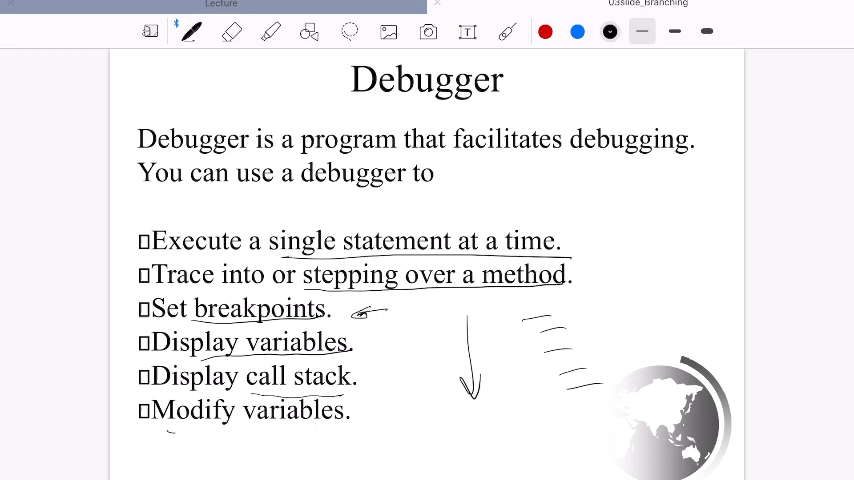 Lecture
03slide_Branching
T
Debugger
Debugger is a program that facilitates debugging.
You can use a debugger to
Execute a single statement at a time.
Trace into or stepping over a method.
Set breakpoints.
Display variables.
Display call stack.
Modify variables.